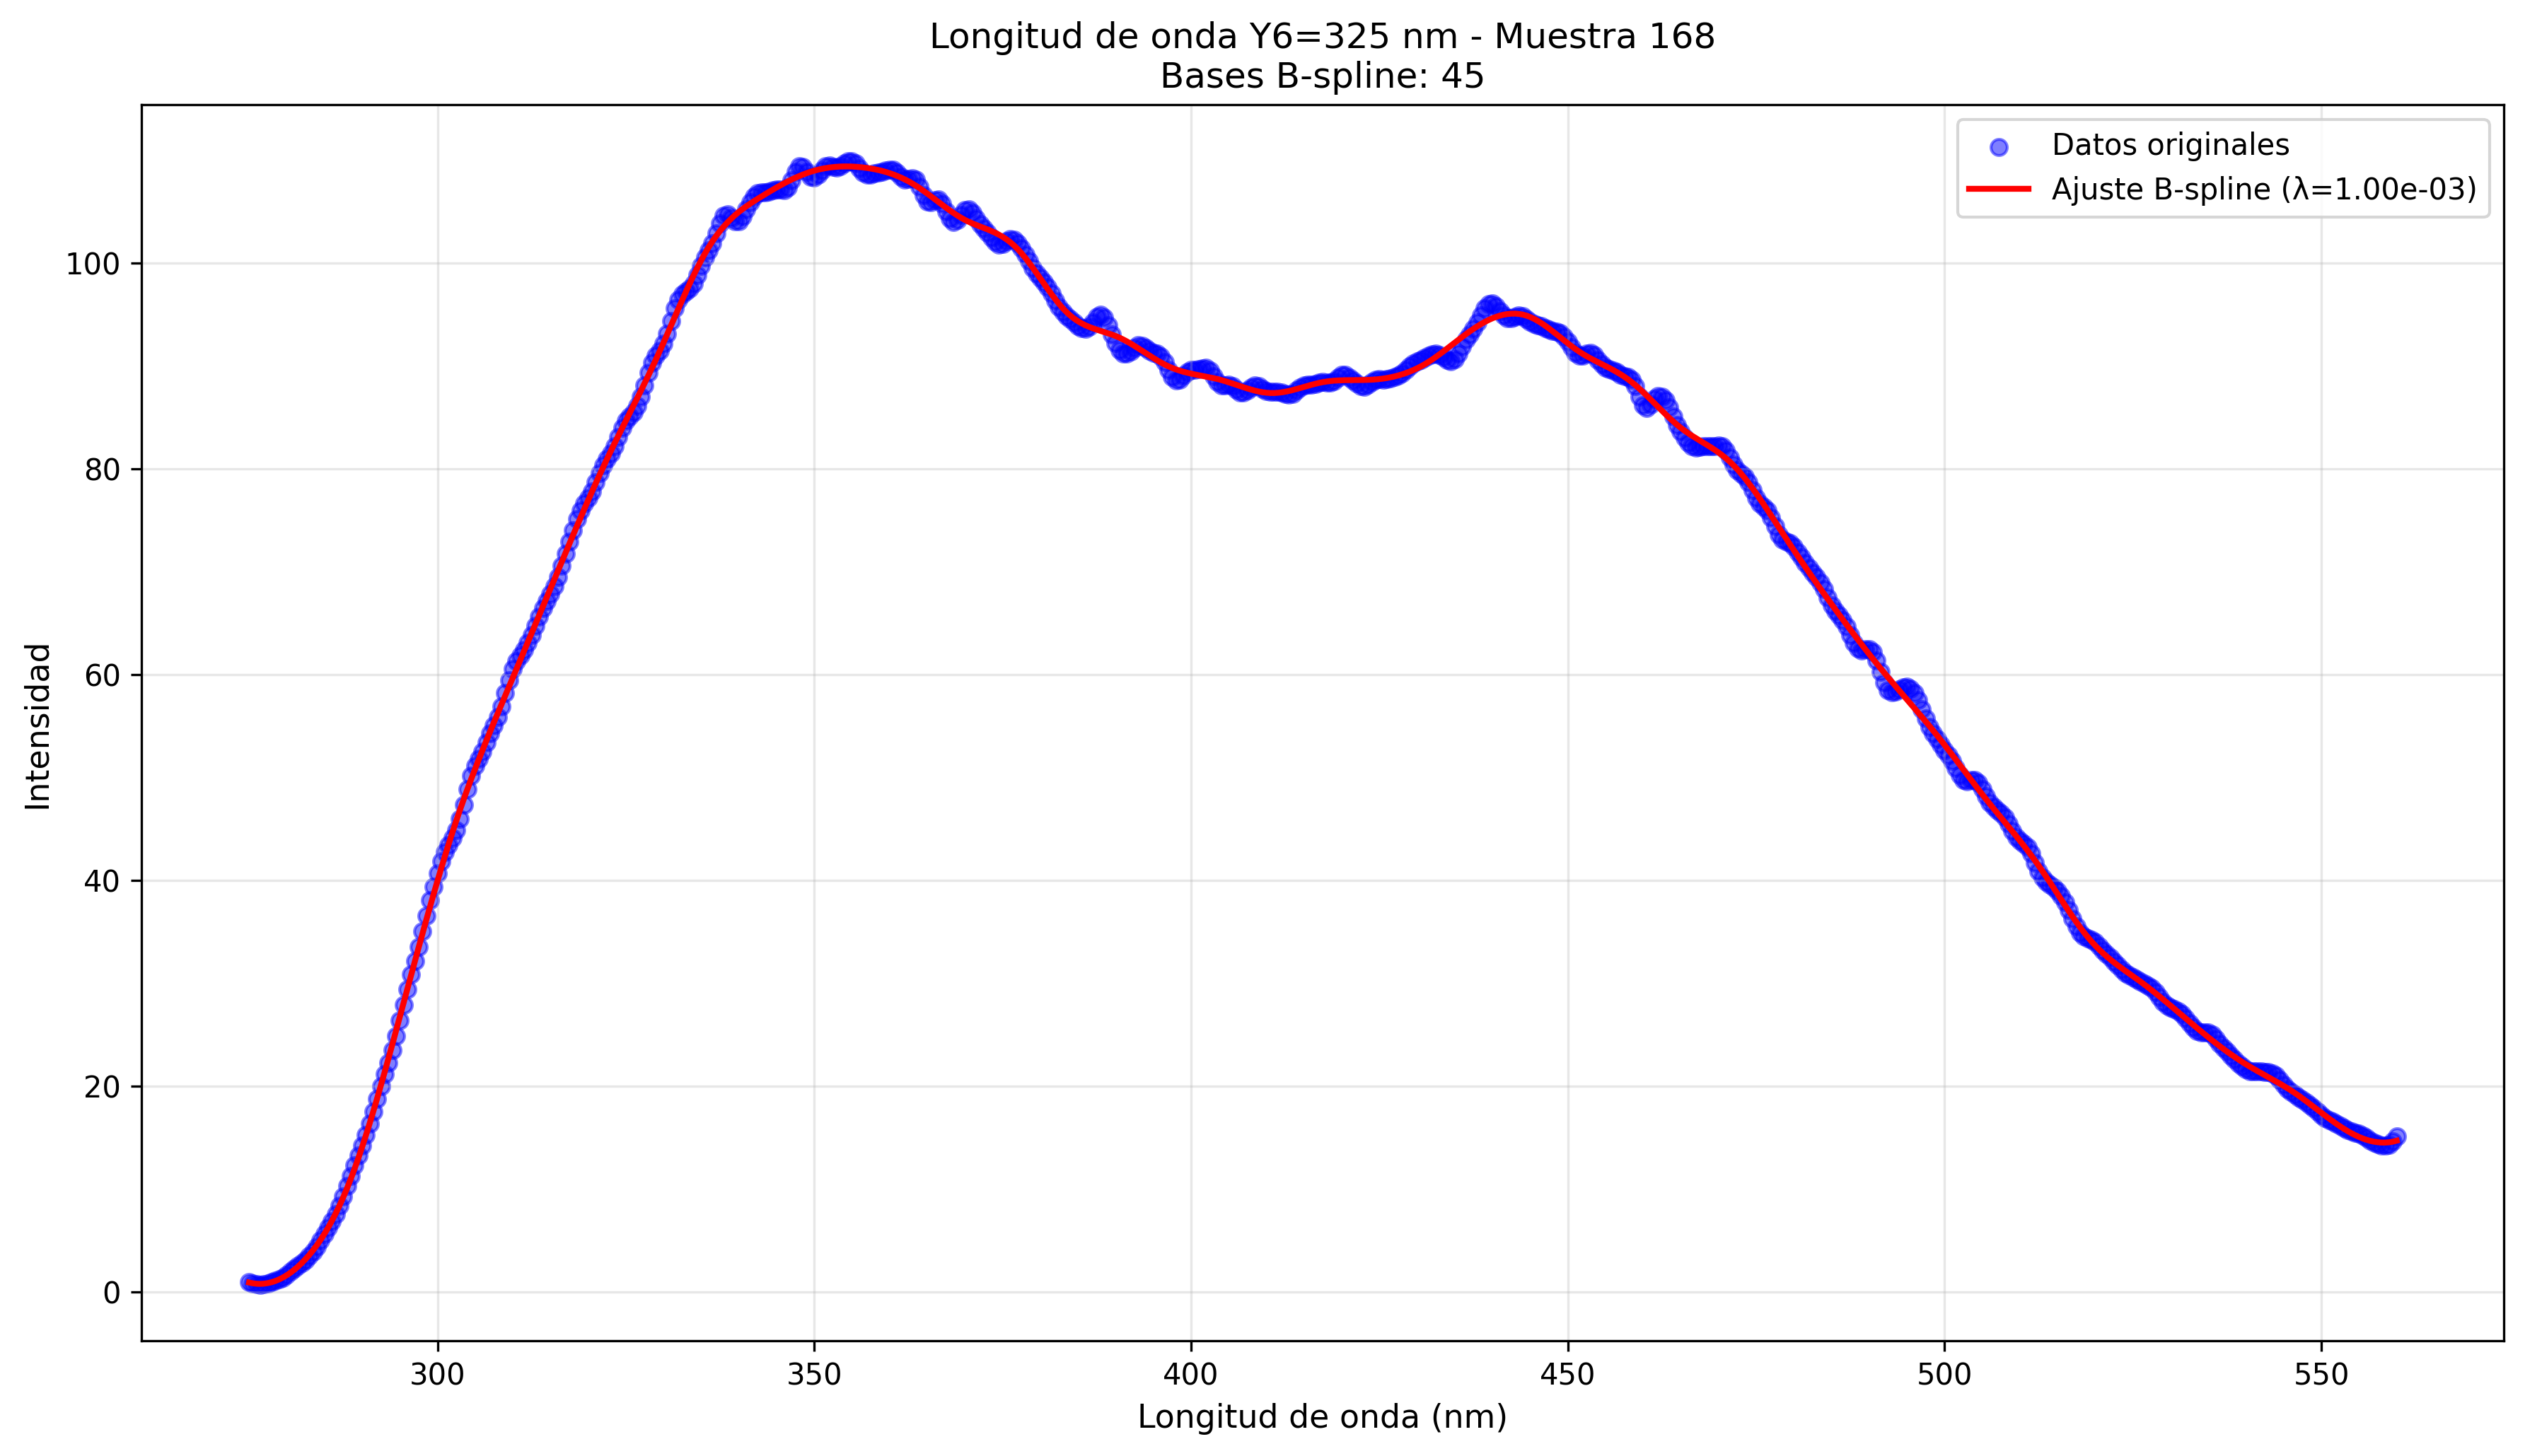 Longitud de onda Y6=325 nm - Muestra 168
Bases B-spline: 45
Datos originales
Ajuste B-spline (λ=1.00e-03)
Intensidad
100
80
60
40
20
0
300 350 400 450 500 550
Longitud de onda (nm)